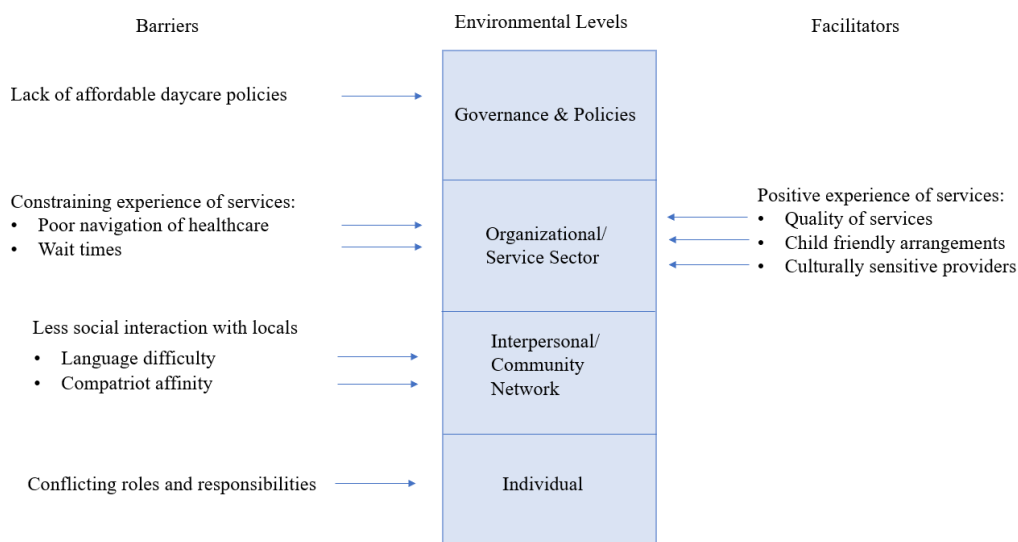 Barriers
Environmental Levels
Facilitators
Lack of affordable daycare policies
Governance & Policies
Constraining experience of services:
• Poor navigation of healthcare
• Wait times
Organizational/
Service Sector
Positive experience of services:
• Quality of services
• Child friendly arrangements
• Culturally sensitive providers
Less social interaction with locals
• Language difficulty
• Compatriot affinity
Interpersonal/
Community
Network
Conflicting roles and responsibilities
Individual